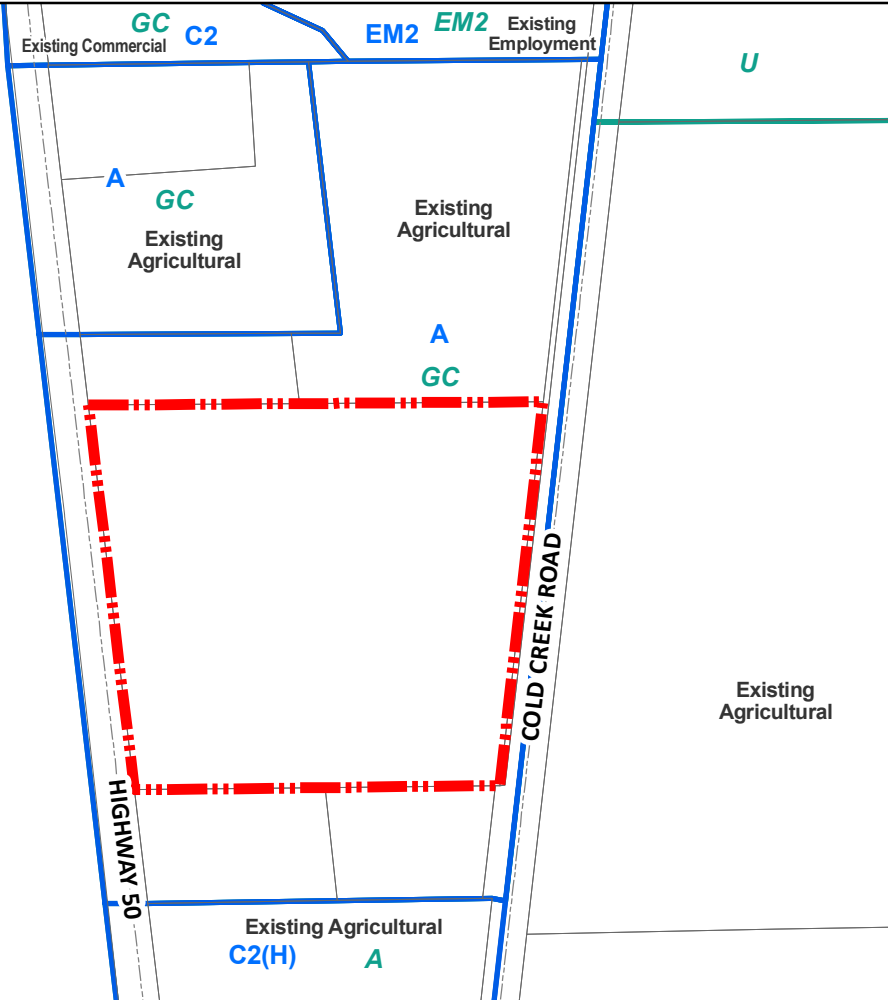 GC
C2
Existing Commercial
EM2
EM2
Existing
Employment
U
A
GC
Existing
Agricultural
Existing
Agricultural
A
GC
COLD CREEK ROAD
Existing
Agricultural
HIGHWAY 50
Existing Agricultural
C2(H)
A